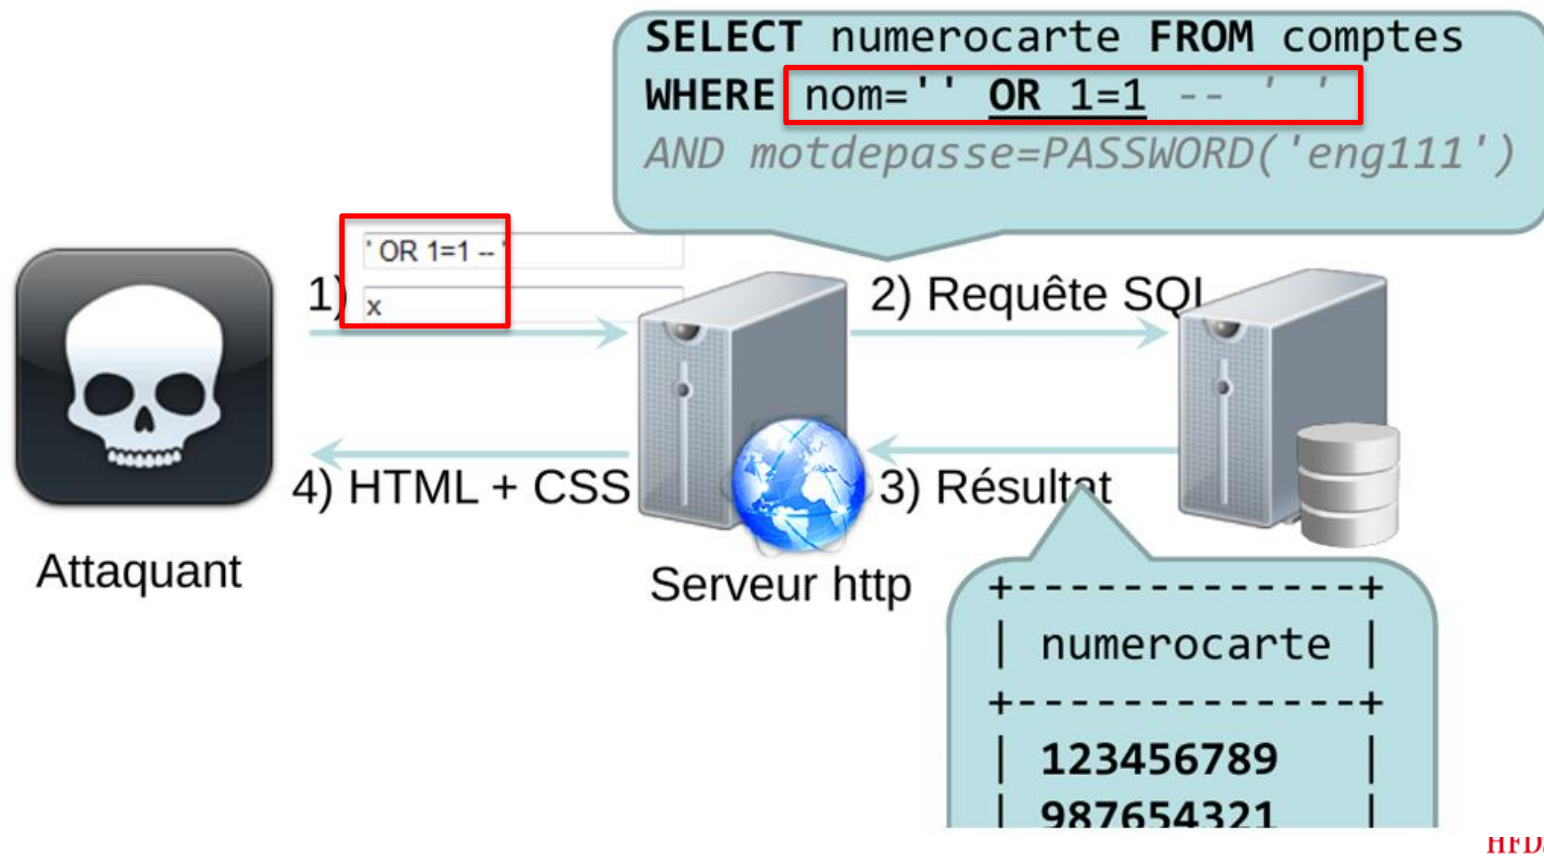 SELECT numerocarte FROM comptes
WHERE nom='' OR 1=1 -- ' '
AND motdepasse=PASSWORD('eng111')
' OR 1=1 -- '
1)
x
2) Requête SQL
4) HTML + CSS
3) Résultat
Attaquant
Serveur http
+--------------+
| numerocarte |
+--------------+
| 123456789 |
| 987654321 |